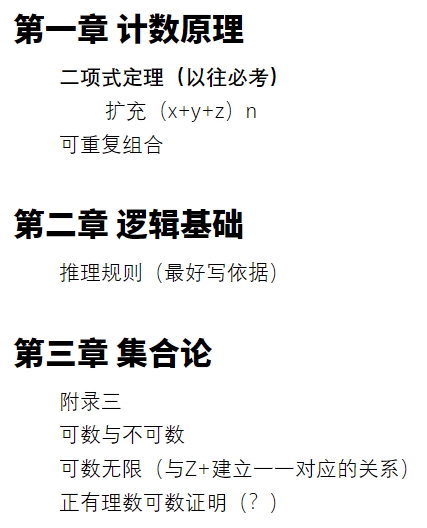 第一章 计数原理
二项式定理（以往必考）
扩充（x+y+z）n
可重复组合
第二章 逻辑基础
推理规则（最好写依据）
第三章 集合论
附录三
可数与不可数
可数无限（与Z+建立一一对应的关系）
正有理数可数证明（？）